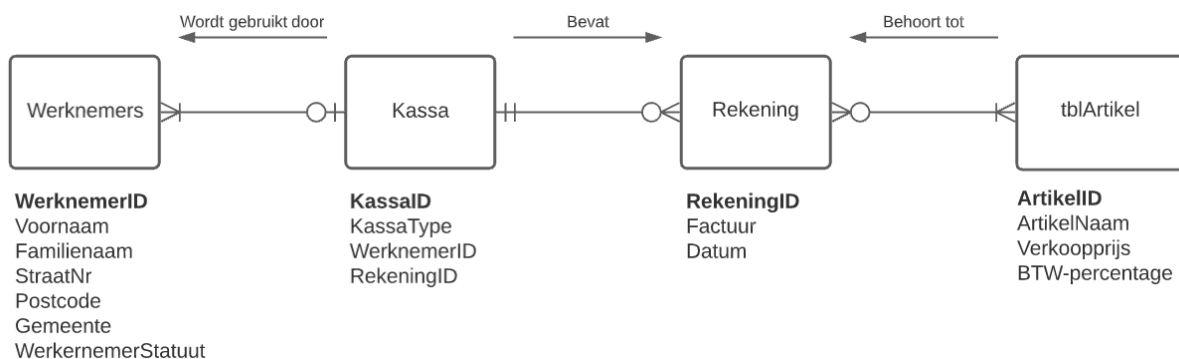 Wordt gebruikt door
Bevat
Behoort tot
Werknemers
Kassa
Rekening
tblArtikel
WerknemerID
Voornaam
Familienaam
StraatNr
Postcode
Gemeente
WerkernemerStatuut
KassaID
KassaType
WerknemerID
RekeningID
RekeningID
Factuur
Datum
ArtikelID
ArtikelNaam
Verkoopprijs
BTW-percentage